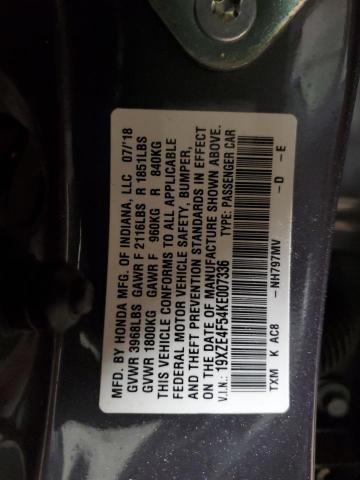 MFD. BY HONDA MFG. OF INDIANA, LLC 07/'18
GVWR 3968LBS GAWR F 2116LBS R 1851LBS
GVWR 1800KG GAWR F 960KG R 840KG
THIS VEHICLE CONFORMS TO ALL APPLICABLE
FEDERAL MOTOR VEHICLE SAFETY, BUMPER,
AND THEFT PREVENTION STANDARDS IN EFFECT
ON THE DATE OF MANUFACTURE SHOWN ABOVE.
V.I.N.: 19XZE4F54KE007336 TYPE: PASSENGER CAR
TXM K AC8 -NH797MV -D -E